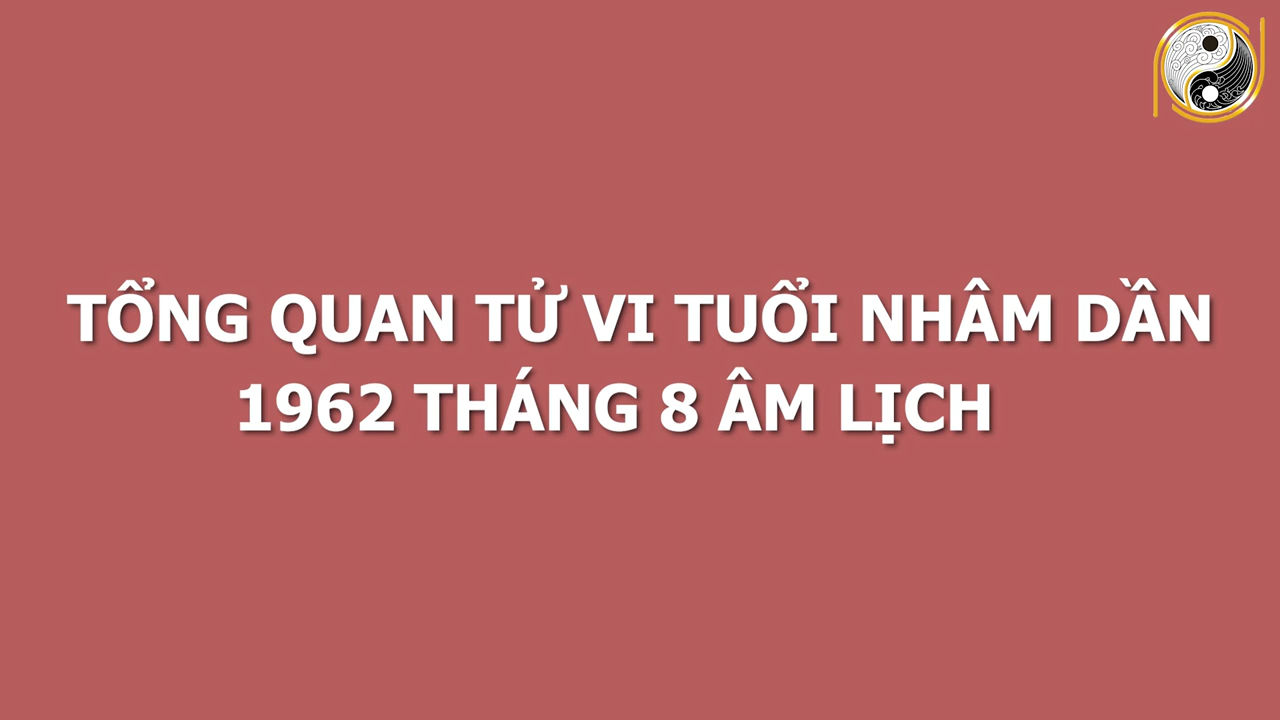 TỔNG QUAN TỬ VI TUỔI NHÂM DẦN
1962 THÁNG 8 ÂM LỊCH